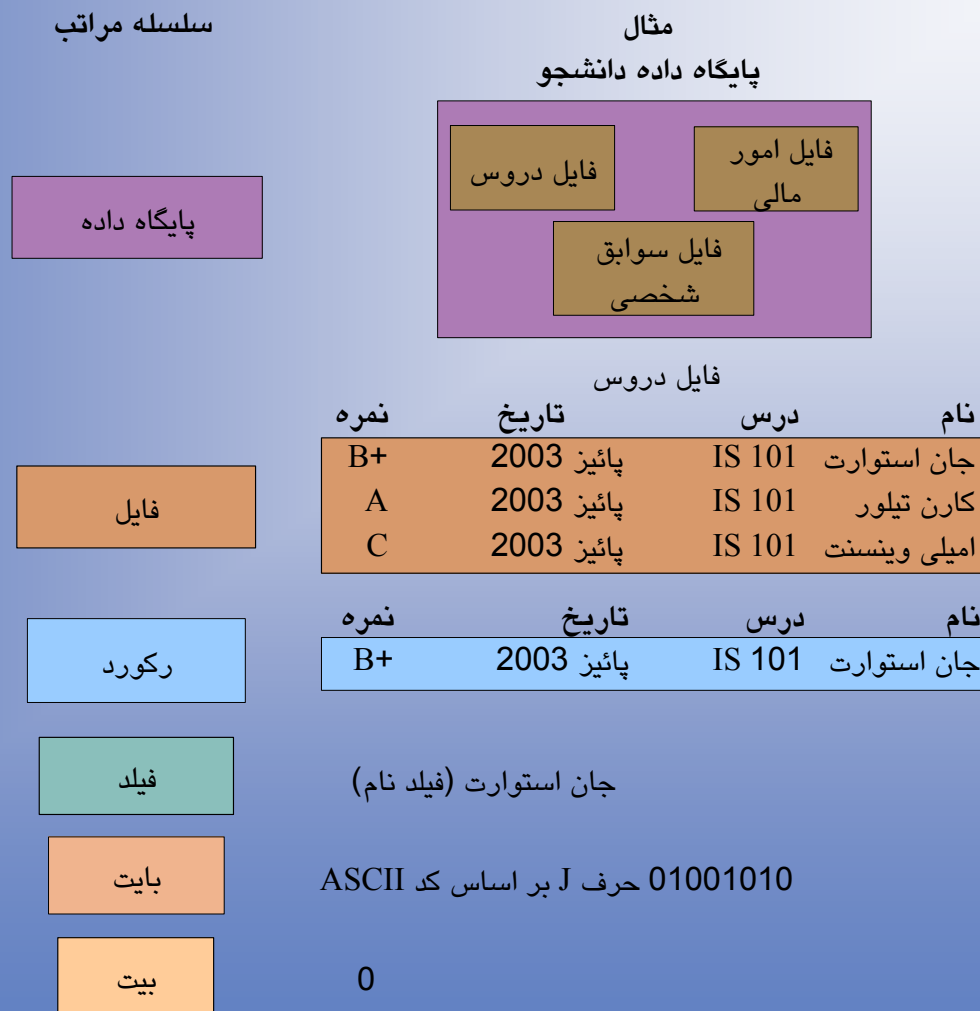 مثال
سلسله مراتب
پایگاه داده دانشجو
فایل امور
مالی
فایل دروس
فایل سوابق
شخصی
پایگاه داده
فایل دروس
نام درس تاریخ نمره
جان استوارت IS 101 پائیز 2003 B+
کارن تیلور IS 101 پائیز 2003 A
امیلی وینسنت IS 101 پائیز 2003 C
فایل
نام درس تاریخ نمره
جان استوارت IS 101 پائیز 2003 B+
رکورد
جان استوارت (فیلد نام)
فیلد
01001010 حرف J بر اساس کد ASCII
بایت
0
بیت